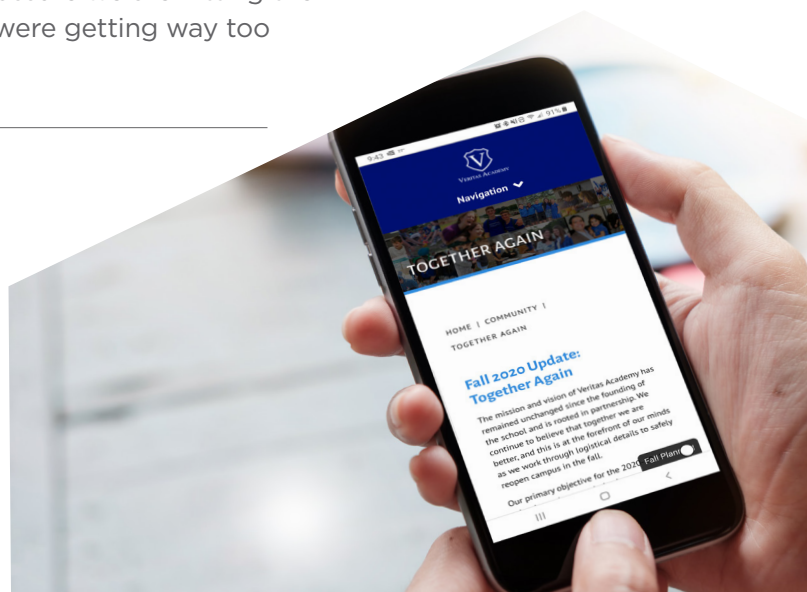 were getting way too
9:43
91%
V
VERITAS ACADEMY
Navigation
TOGETHER AGAIN
HOME | COMMUNITY |
TOGETHER AGAIN
Fall 2020 Update:
Together Again
The mission and vision of Veritas Academy has
remained unchanged since the founding of
the school and is rooted in partnership. We
continue to believe that together we are
better, and this is at the forefront of our minds
as we work through logistical details to safely
reopen campus in the fall.
Fall
Our primary objective for the